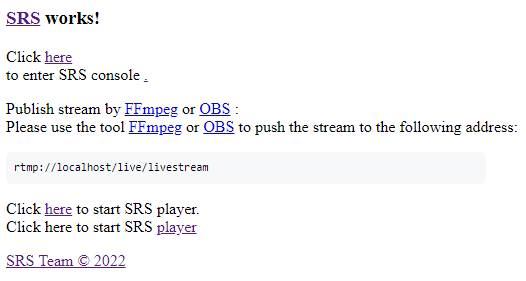 SRS works!
Click here
to enter SRS console .
Publish stream by FFmpeg or OBS :
Please use the tool FFmpeg or OBS to push the stream to the following address:
rtmp://localhost/live/livestream
Click here to start SRS player.
Click here to start SRS player
SRS Team © 2022